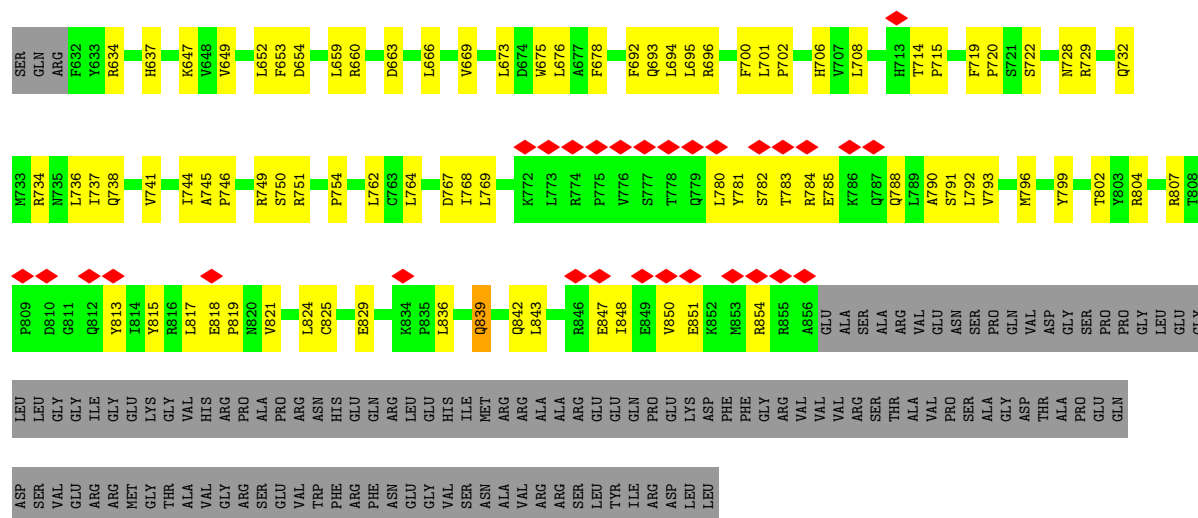 SER GLN ARG F632 Y633 R634 H637 K647 V648 V649 L652 F653 D654 L659 R660 D663 L666 V669 L673 D674 W675 L676 A677 F678 F692 Q693 L694 L695 R696 F700 L701 P702 H706 V707 L708 H713 T714 P715 F719 P720 S721 S722 N728 R729 Q732
M733 R734 N735 L736 I737 Q738 V741 I744 A745 P746 R749 S750 R751 P754 L762 C763 L764 D767 I768 L769 K772 L773 R774 P775 V776 S777 T778 Q779 L780 Y781 S782 T783 R784 E785 K786 Q787 Q788 L789 A790 S791 L792 V793 M796 Y799 T802 Y803 R804 R807 T808
P809 D810 G811 Q812 Y813 I814 Y815 R816 L817 E818 P819 N820 V821 L824 C825 E829 K834 P835 L836 Q839 Q842 L843 R846 E847 I848 E849 V850 E851 K852 M853 R854 R855 A856 GLU ALA SER ALA ARG VAL GLU ASN SER PRO GLN VAL ASP GLY SER PRO PRO GLY LEU GLU GLY
LEU LEU GLY GLY ILE GLY GLU LYS GLY VAL HIS ARG PRO ALA PRO ARG ASN HIS GLU GLN ARG LEU GLU HIS ILE MET ARG ARG ALA ALA ARG GLU GLU GLN PRO GLU LYS ASP PHE PHE GLY ARG VAL VAL VAL ARG SER THR ALA VAL PRO SER ALA GLY ASP THR ALA PRO GLU GLN
ASP SER VAL GLU ARG ARG MET GLY THR ALA VAL GLY ARG SER GLU VAL TRP PHE ARG PHE ASN GLU GLY VAL SER ASN ALA VAL ARG ARG SER LEU TYR ILE ARG ASP LEU LEU